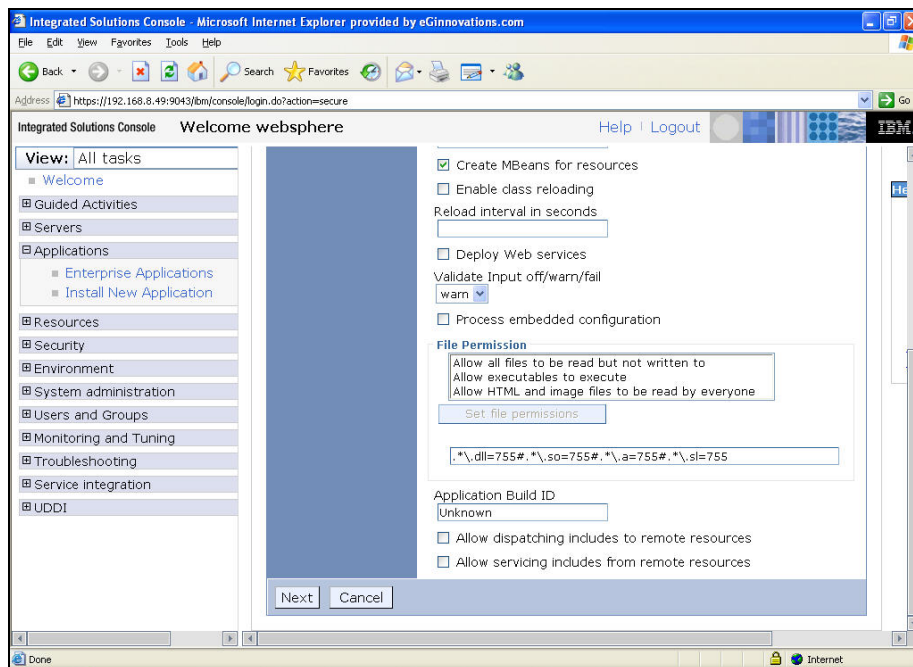 Integrated Solutions Console - Microsoft Internet Explorer provided by eGinnovations.com
File Edit View Favorites Tools Help
Back Search Favorites
Address https://192.168.8.49:9043/ibm/console/login.do?action=secure Go
Integrated Solutions Console Welcome websphere Help | Logout IBM.
View: All tasks
Welcome
Guided Activities
Servers
Applications
Enterprise Applications
Install New Application
Resources
Security
Environment
System administration
Users and Groups
Monitoring and Tuning
Troubleshooting
Service integration
UDDI
Create MBeans for resources
Enable class reloading
Reload interval in seconds
Deploy Web services
Validate Input off/warn/fail
warn
Process embedded configuration
File Permission
Allow all files to be read but not written to
Allow executables to execute
Allow HTML and image files to be read by everyone
Set file permissions
.*\.dll=755#.*\.so=755#.*\.a=755#.*\.sl=755
Application Build ID
Unknown
Allow dispatching includes to remote resources
Allow servicing includes from remote resources
Next Cancel
He
Done Internet